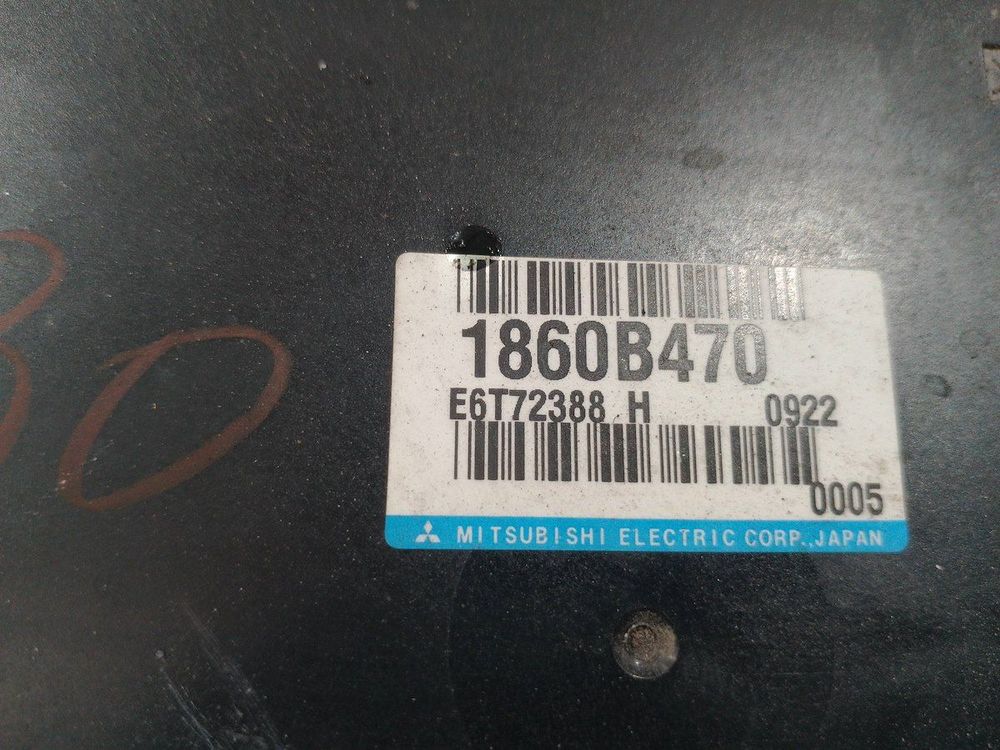 1860B470
E6T72388 H 0922
0005
MITSUBISHI ELECTRIC CORP.,JAPAN